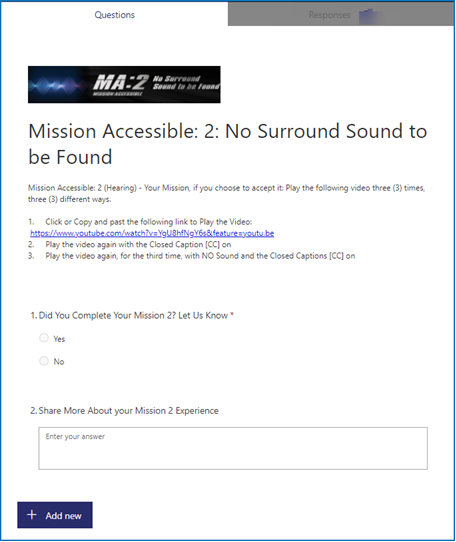 Questions
Responses
MA:2 No Surround
MISSION ACCESSIBLE Sound to be Found
Mission Accessible: 2: No Surround Sound to
be Found
Mission Accessible: 2 (Hearing) - Your Mission, if you choose to accept it: Play the following video three (3) times,
three (3) different ways.
1. Click or Copy and past the following link to Play the Video:
https://www.youtube.com/watch?v=YgU8hfNgY6s&feature=youtu.be
2. Play the video again with the Closed Caption [CC] on
3. Play the video again, for the third time, with NO Sound and the Closed Captions [CC] on
1. Did You Complete Your Mission 2? Let Us Know *
Yes
No
2. Share More About your Mission 2 Experience
Enter your answer
+ Add new